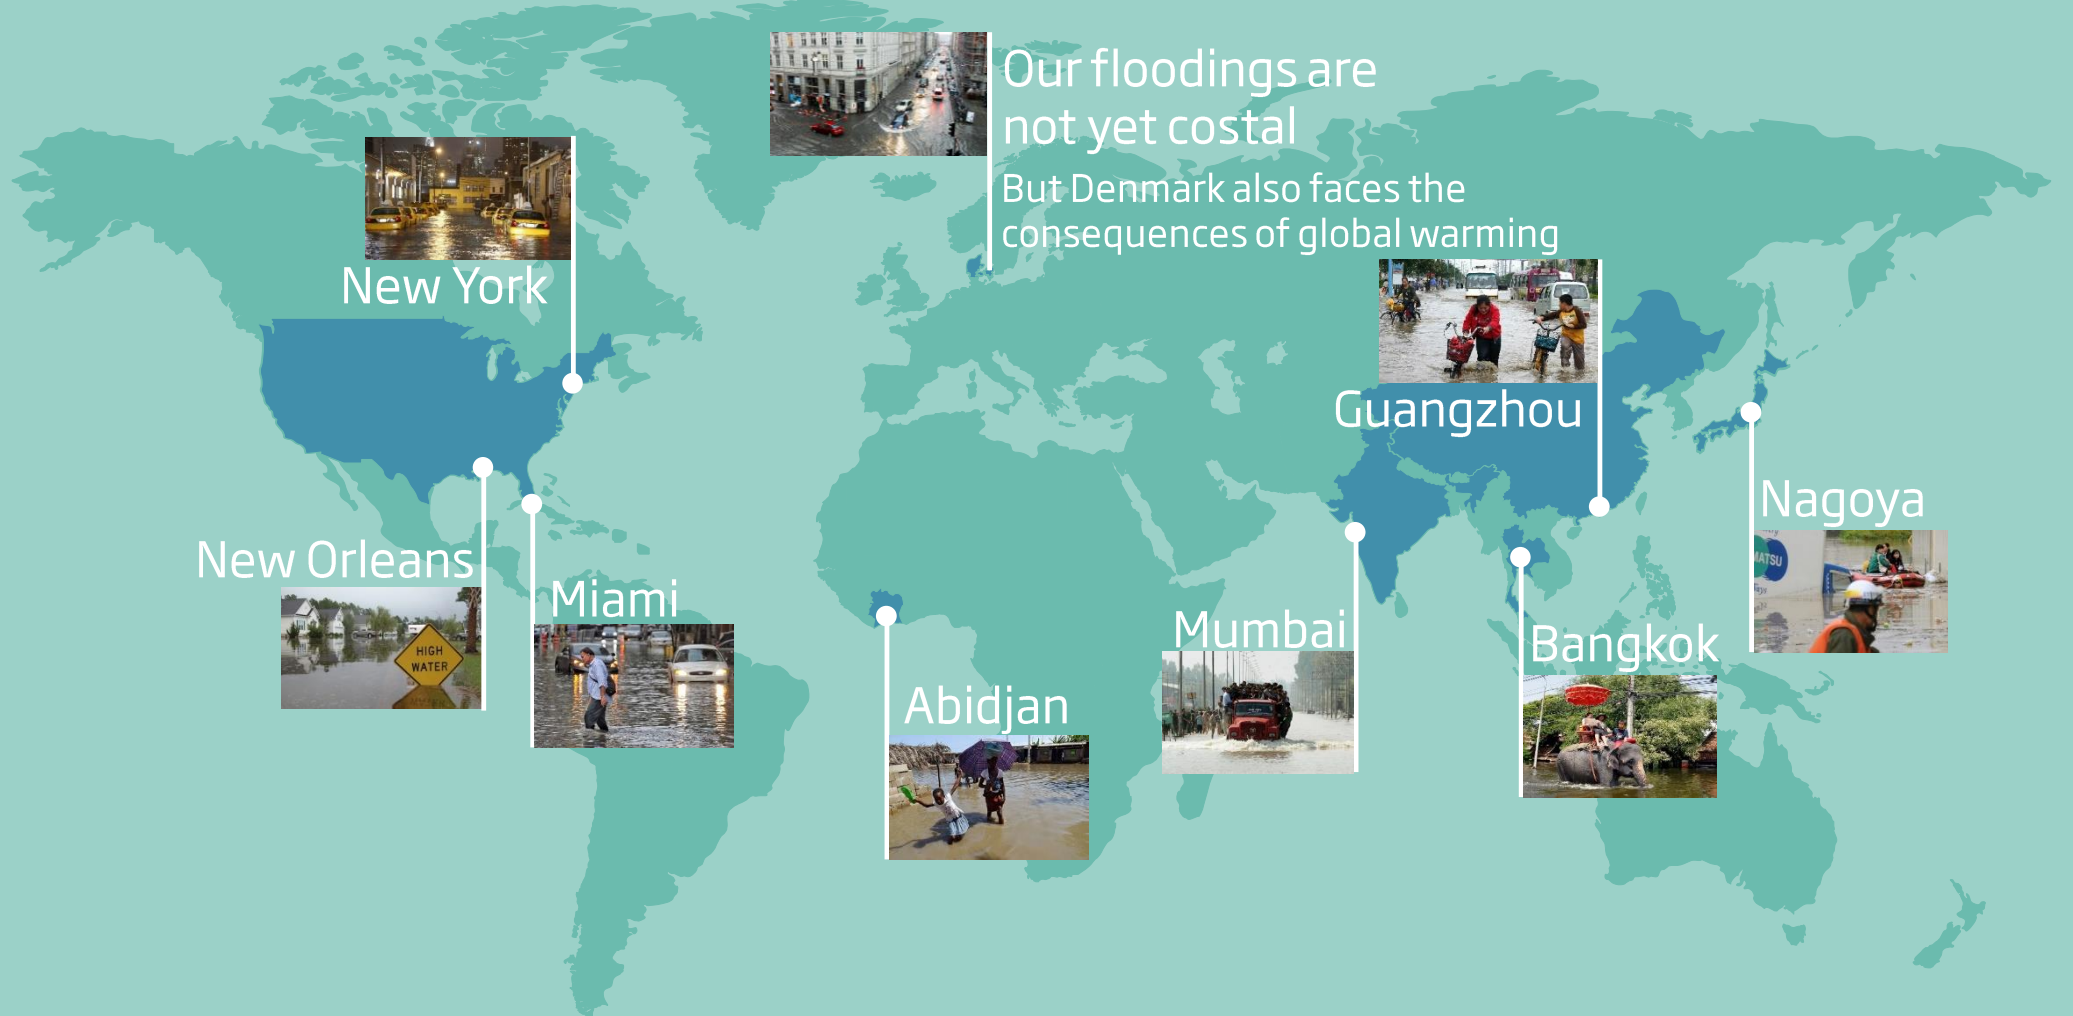 Our floodings are
not yet costal
But Denmark also faces the
consequences of global warming
New York
Guangzhou
Nagoya
MATSU
New Orleans
HIGH
WATER
Miami
Mumbai
Bangkok
Abidjan